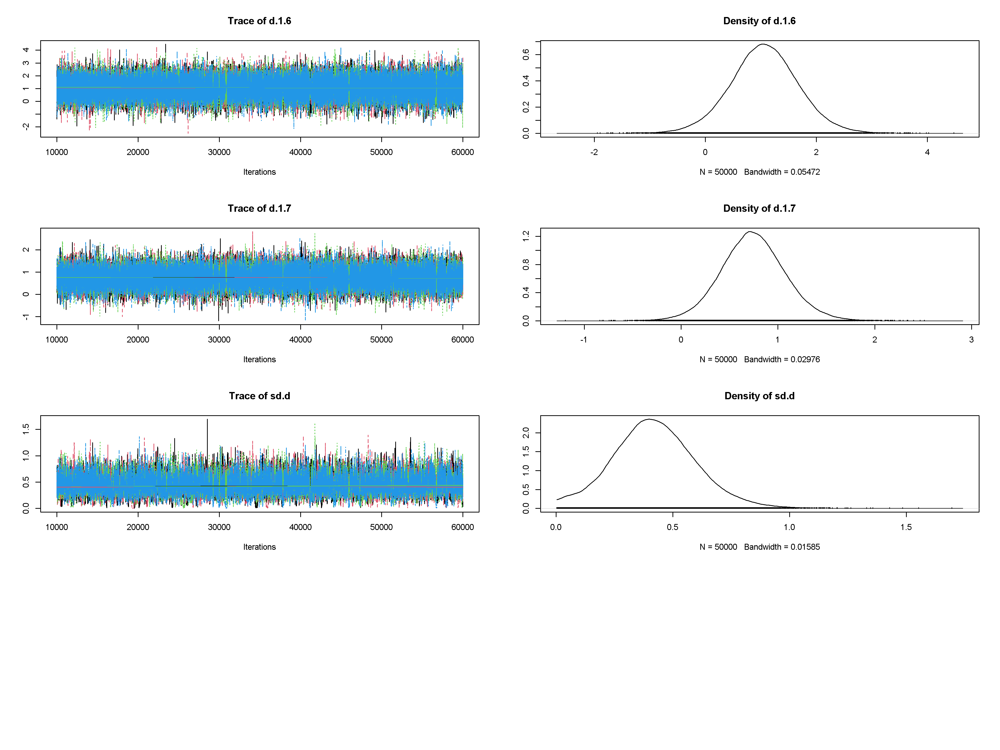 Trace of d.1.6
4
3
2
1
0
-2
10000 20000 30000 40000 50000 60000
Iterations
Density of d.1.6
0.6
0.4
0.2
0.0
-2 0 2 4
N = 50000 Bandwidth = 0.05472
Trace of d.1.7
2
1
0
-1
10000 20000 30000 40000 50000 60000
Iterations
Density of d.1.7
1.2
0.8
0.4
0.0
-1 0 1 2 3
N = 50000 Bandwidth = 0.02976
Trace of sd.d
1.5
1.0
0.5
0.0
10000 20000 30000 40000 50000 60000
Iterations
Density of sd.d
2.0
1.5
1.0
0.5
0.0
0.0 0.5 1.0 1.5
N = 50000 Bandwidth = 0.01585